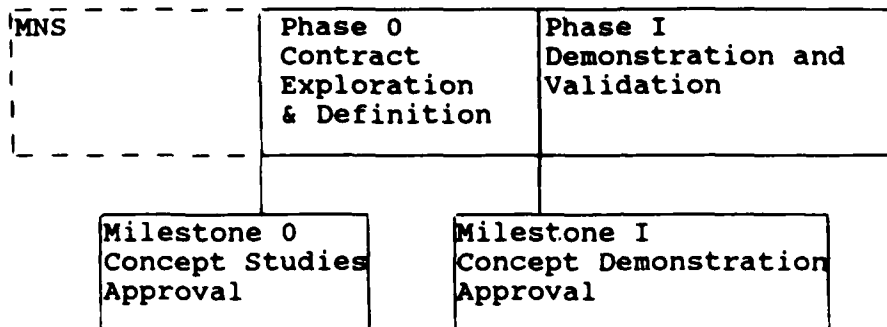 MNS
Phase 0
Contract
Exploration
& Definition
Phase I
Demonstration and
Validation
Milestone 0
Concept Studies
Approval
Milestone I
Concept Demonstration
Approval